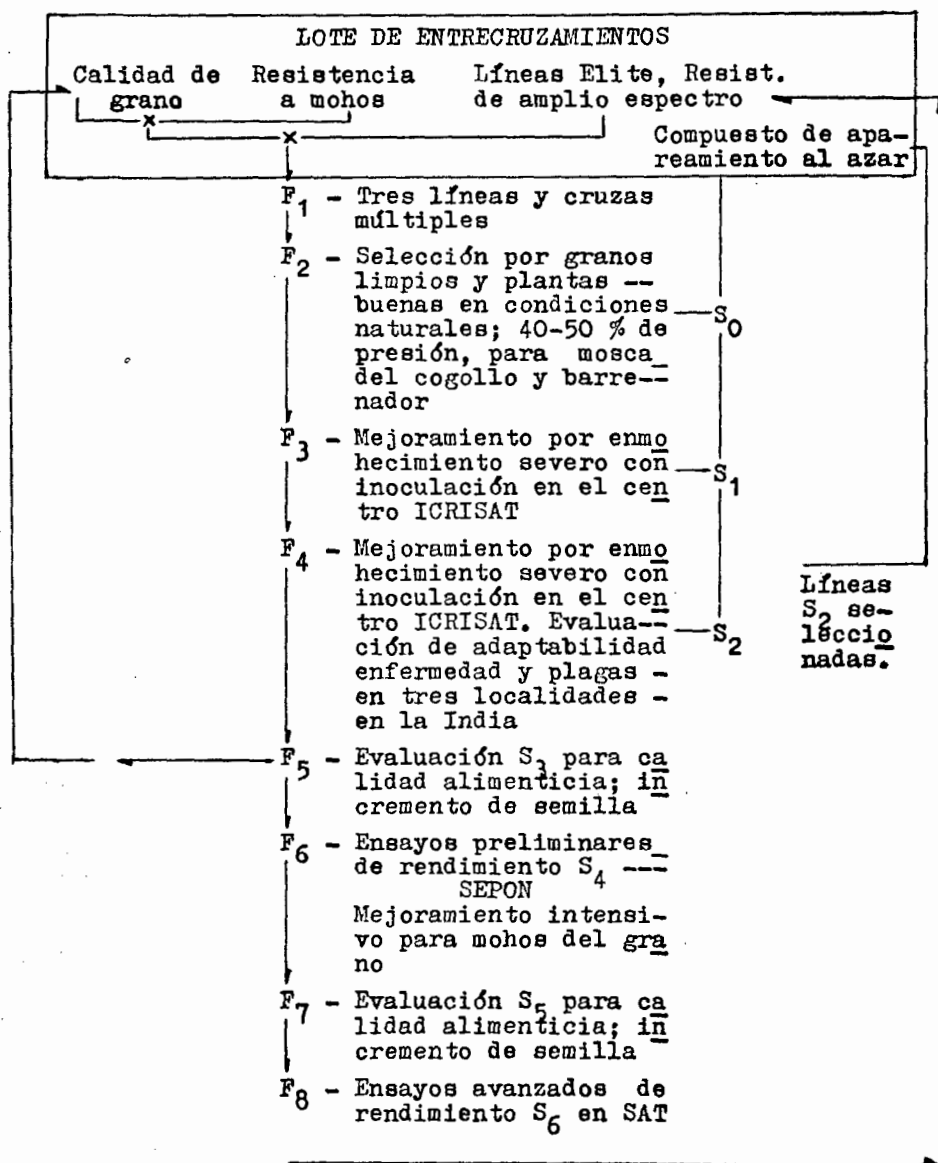 LOTE DE ENTRECRUZAMIENTOS
Calidad de grano
Resistencia a mohos
Líneas Elite, Resist. de amplio espectro
x
x
Compuesto de apa-
reamiento al azar
F1 - Tres líneas y cruzas
múltiples
F2 - Selección por granos
limpios y plantas --
buenas en condiciones
naturales; 40-50 % de
presión, para mosca
del cogollo y barre--
nador
S0
F3 - Mejoramiento por enmo
hecimiento severo con
inoculación en el cen
tro ICRISAT
S1
F4 - Mejoramiento por enmo
hecimiento severo con
inoculación en el cen
tro ICRISAT. Evalua--
ción de adaptabilidad
enfermedad y plagas -
en tres localidades -
en la India
S2
Líneas
S2 se-
leccio
nadas.
F5 - Evaluación S3 para ca
lidad alimenticia; in
cremento de semilla
F6 - Ensayos preliminares
de rendimiento S4 ---
SEPON
Mejoramiento intensi-
vo para mohos del gra
no
F7 - Evaluación S5 para ca
lidad alimenticia; in
cremento de semilla
F8 - Ensayos avanzados de
rendimiento S6 en SAT